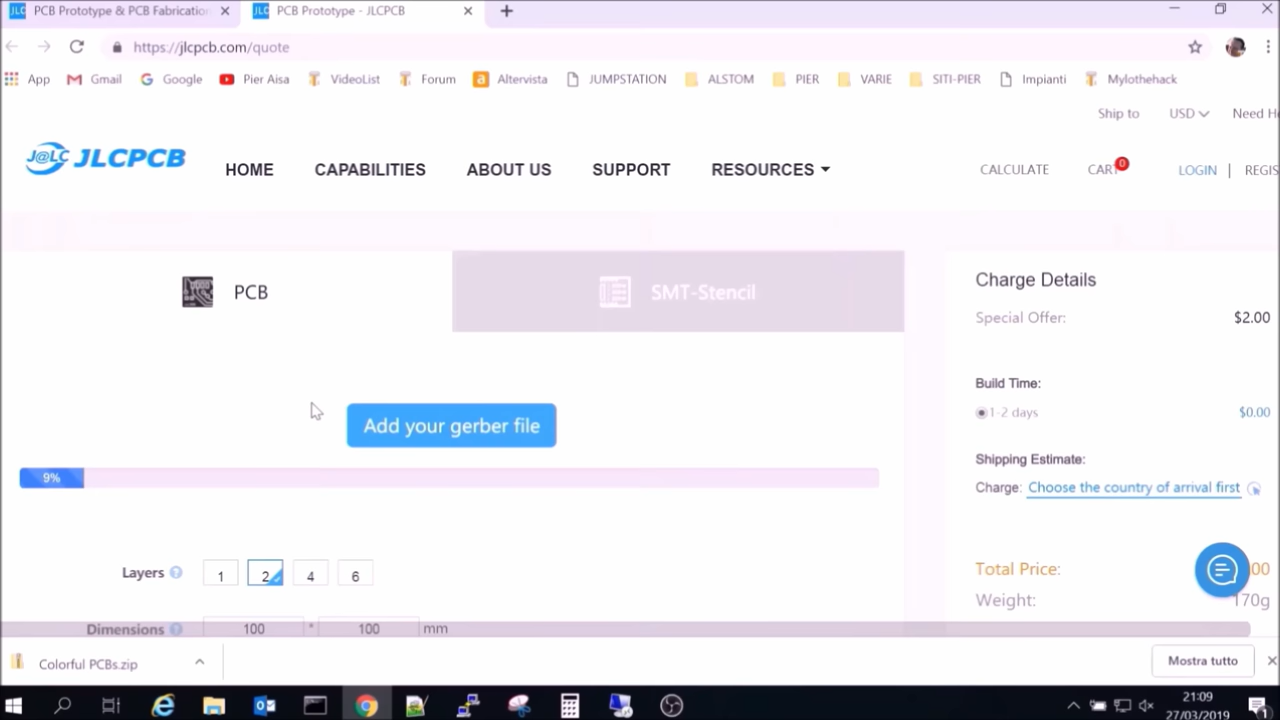 PCB Prototype & PCB Fabrication
PCB Prototype - JLCPCB
https://jlcpcb.com/quote
App Gmail Google Pier Aisa VideoList Forum Altervista JUMPSTATION ALSTOM PIER VARIE SITI-PIER Impianti Mylothehack
Ship to USD Need He
J@LC JLCPCB HOME CAPABILITIES ABOUT US SUPPORT RESOURCES CALCULATE CART 0 LOGIN | REGIS
PCB SMT-Stencil
Charge Details
Special Offer: $2.00
Build Time:
1-2 days $0.00
Add your gerber file
9%
Shipping Estimate:
Charge: Choose the country of arrival first
Layers 1 2 4 6
Total Price: 00
Weight: 170g
Dimensions 100 * 100 mm
Colorful PCBs.zip Mostra tutto
21:09
27/03/2019
1